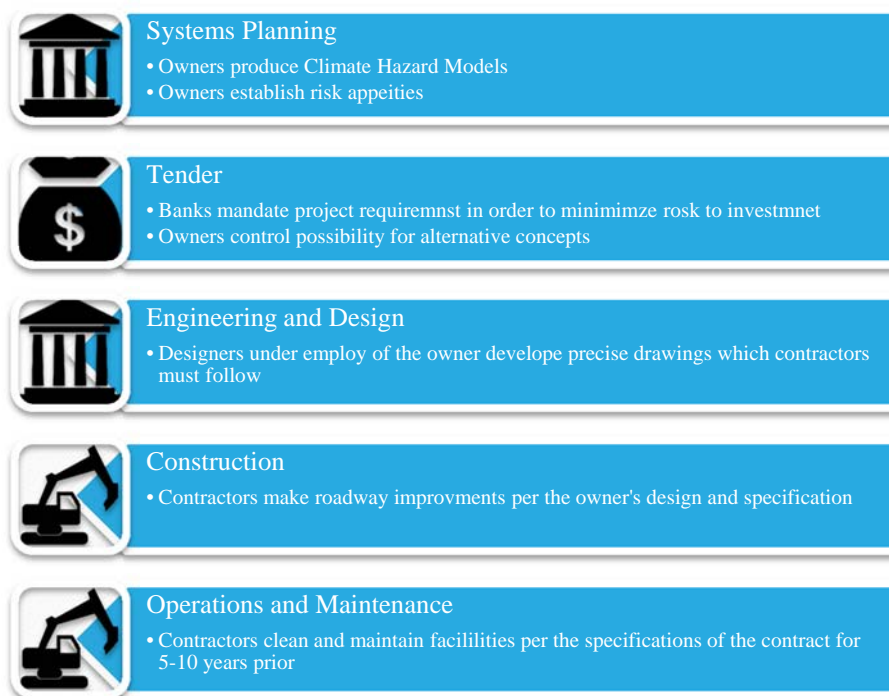 Systems Planning
• Owners produce Climate Hazard Models
• Owners establish risk appeities
Tender
• Banks mandate project requiremnst in order to minimimze rosk to investmnet
• Owners control possibility for alternative concepts
Engineering and Design
• Designers under employ of the owner develope precise drawings which contractors
must follow
Construction
• Contractors make roadway improvments per the owner's design and specification
Operations and Maintenance
• Contractors clean and maintain facililities per the specifications of the contract for
5-10 years prior
$